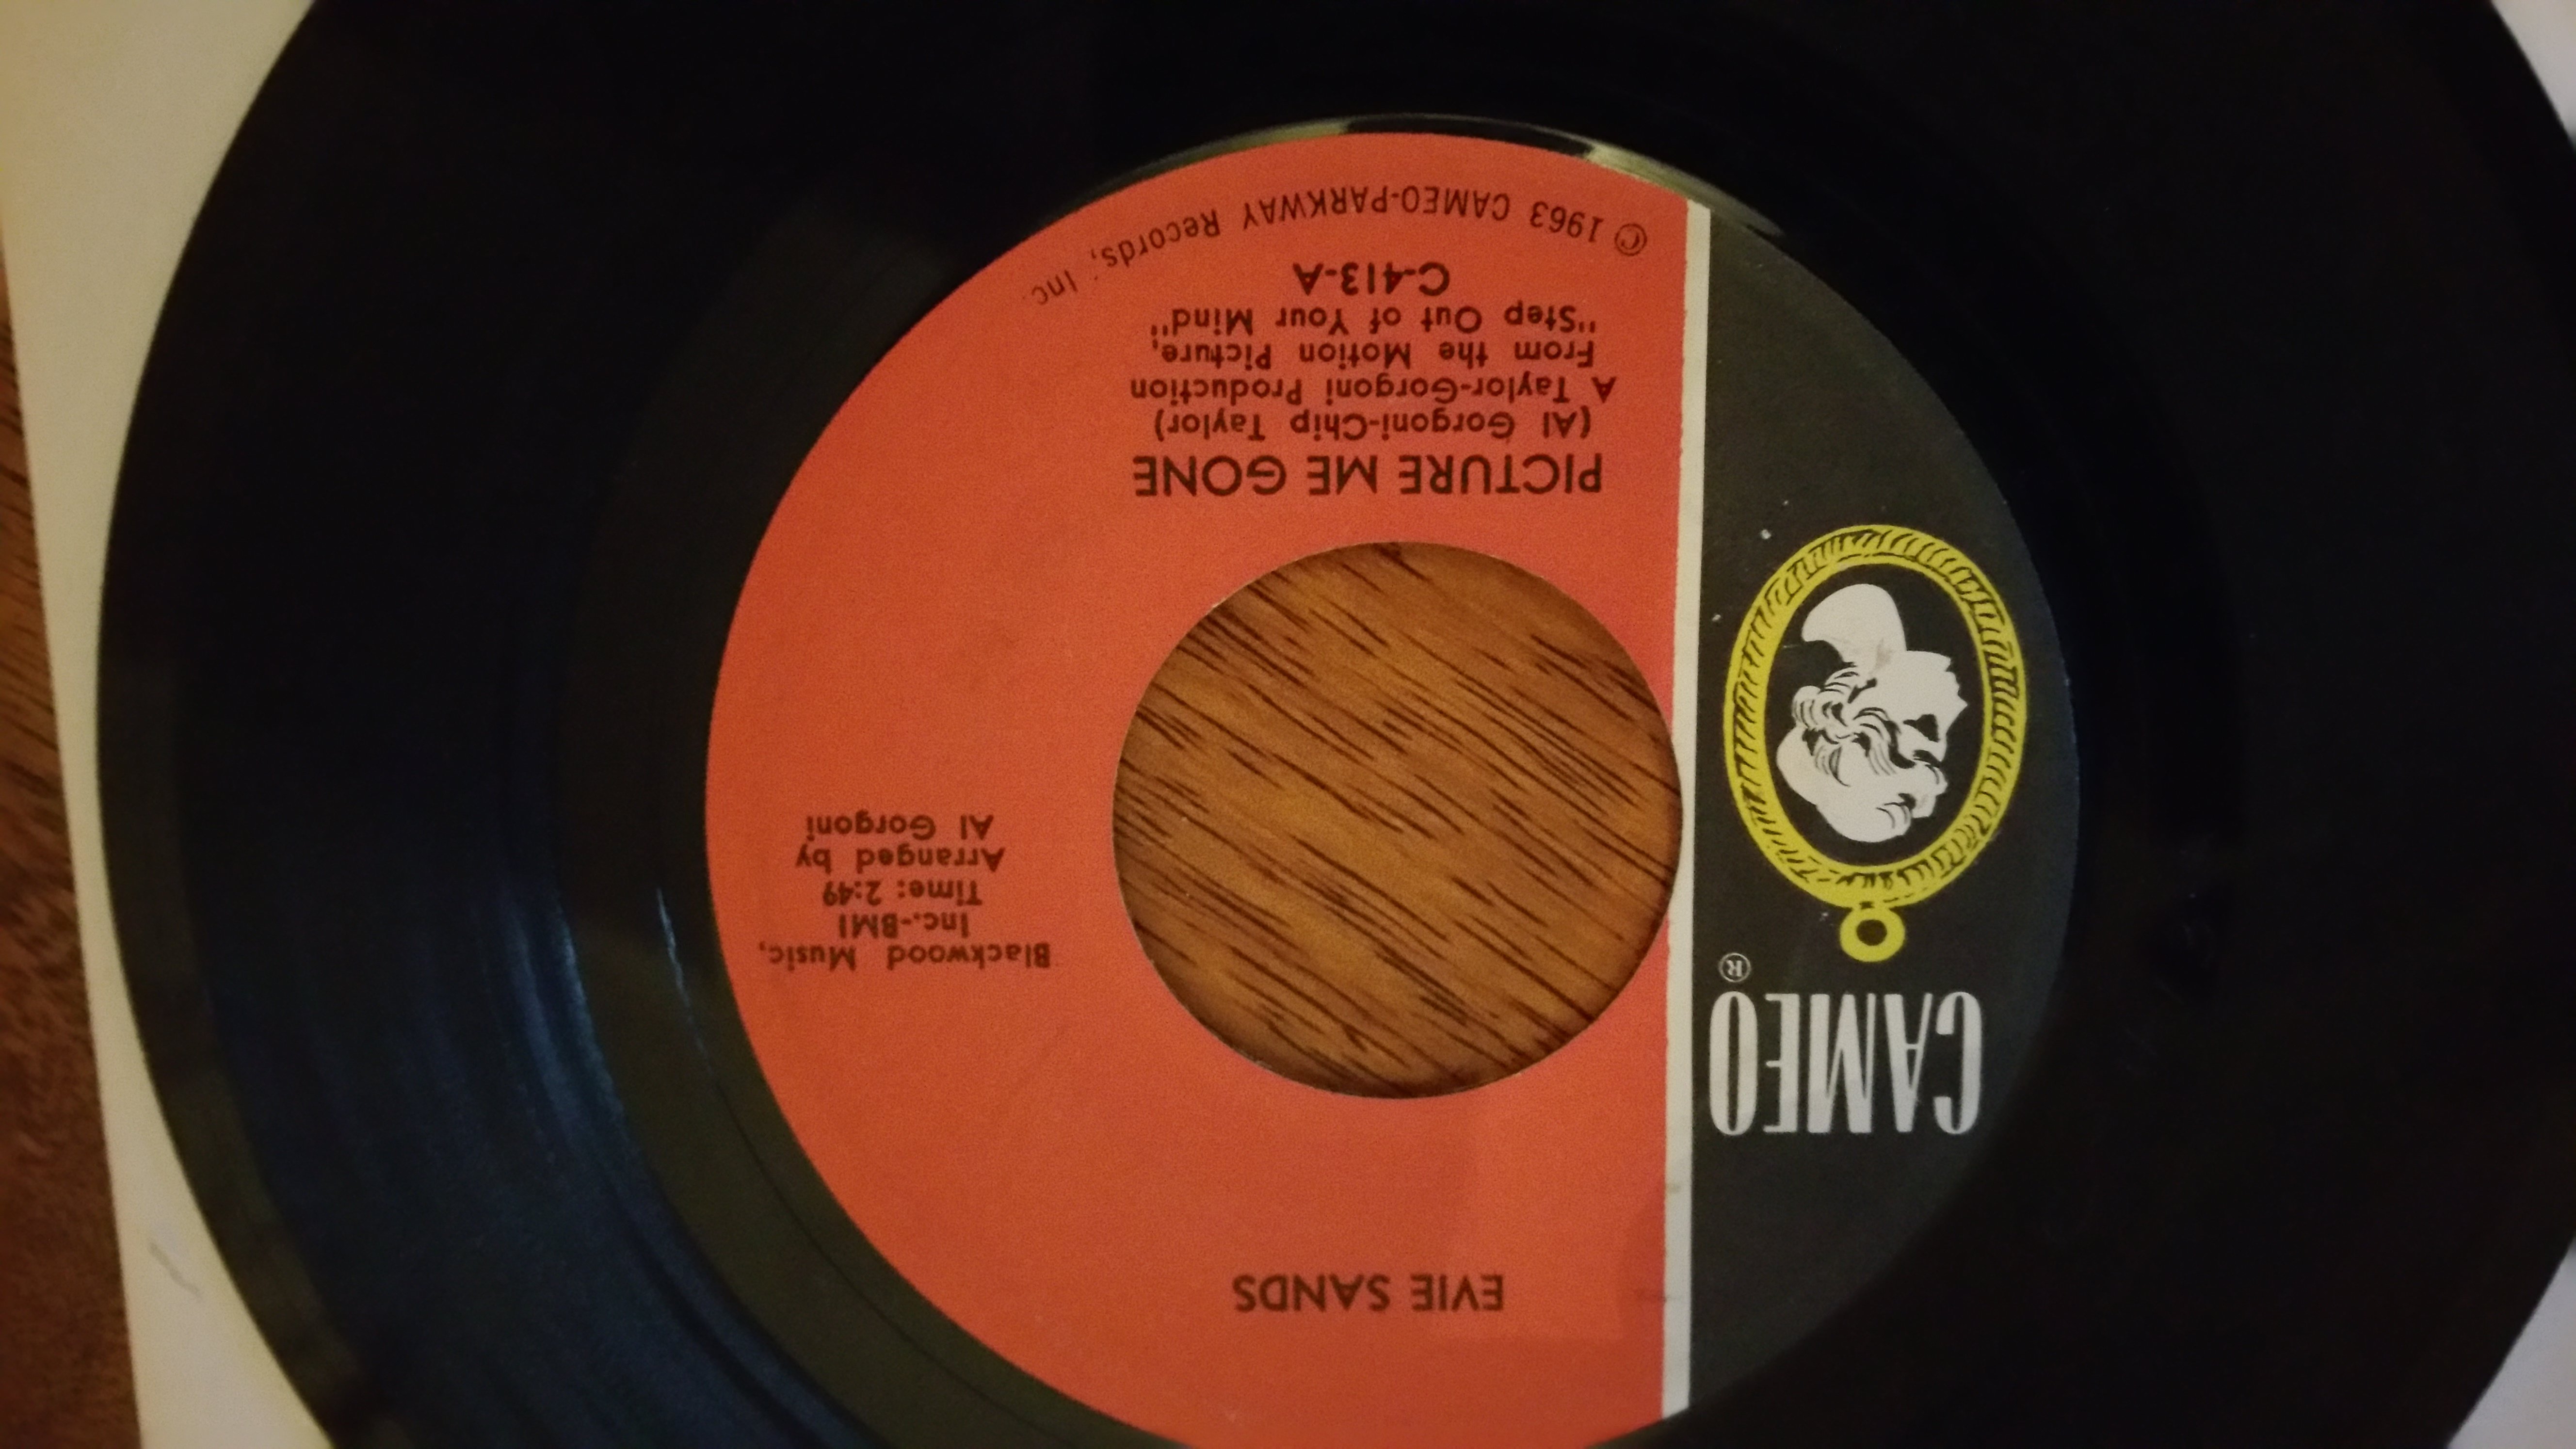 CAMEO
®
EVIE SANDS
Blackwood Music,
Inc.-BMI
Time: 2:49
Arranged by
Al Gorgoni
PICTURE ME GONE
(Al Gorgoni-Chip Taylor)
A Taylor-Gorgoni Production
From the Motion Picture,
"Step Out of Your Mind"
C-413-A
© 1963 CAMEO-PARKWAY Records, Inc.